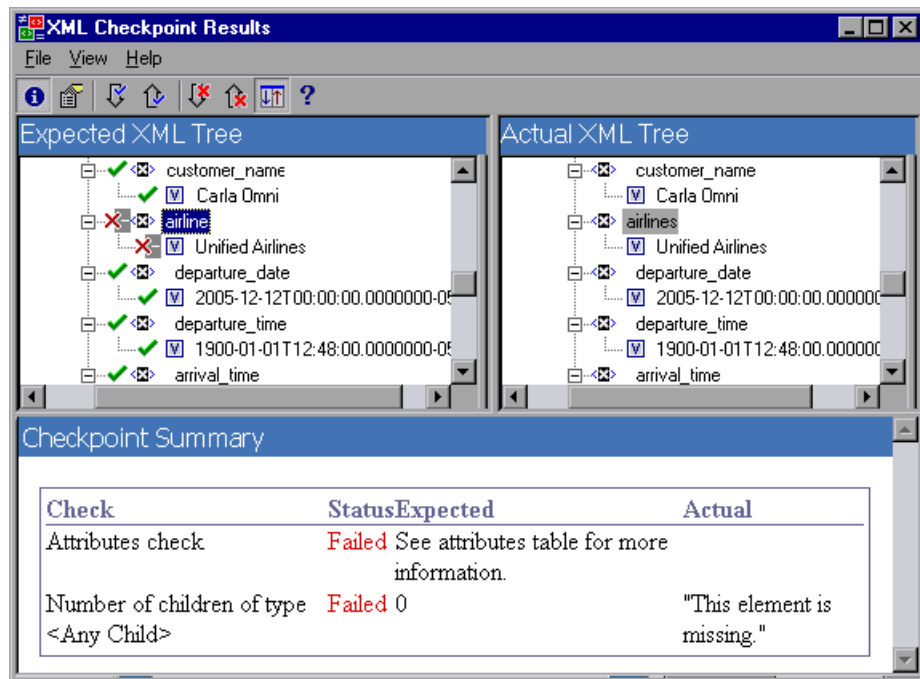 XML Checkpoint Results
File View Help
Expected XML Tree
customer_name
Carla Omni
airline
Unified Airlines
departure_date
2005-12-12T00:00:00.0000000-05
departure_time
1900-01-01T12:48:00.0000000-05
arrival_time
Actual XML Tree
customer_name
Carla Omni
airlines
Unified Airlines
departure_date
2005-12-12T00:00:00.000000
departure_time
1900-01-01T12:48:00.000000
arrival_time
Checkpoint Summary
Check Status Expected Actual
Attributes check Failed See attributes table for more
information.
Number of children of type Failed 0 "This element is
<Any Child> missing."